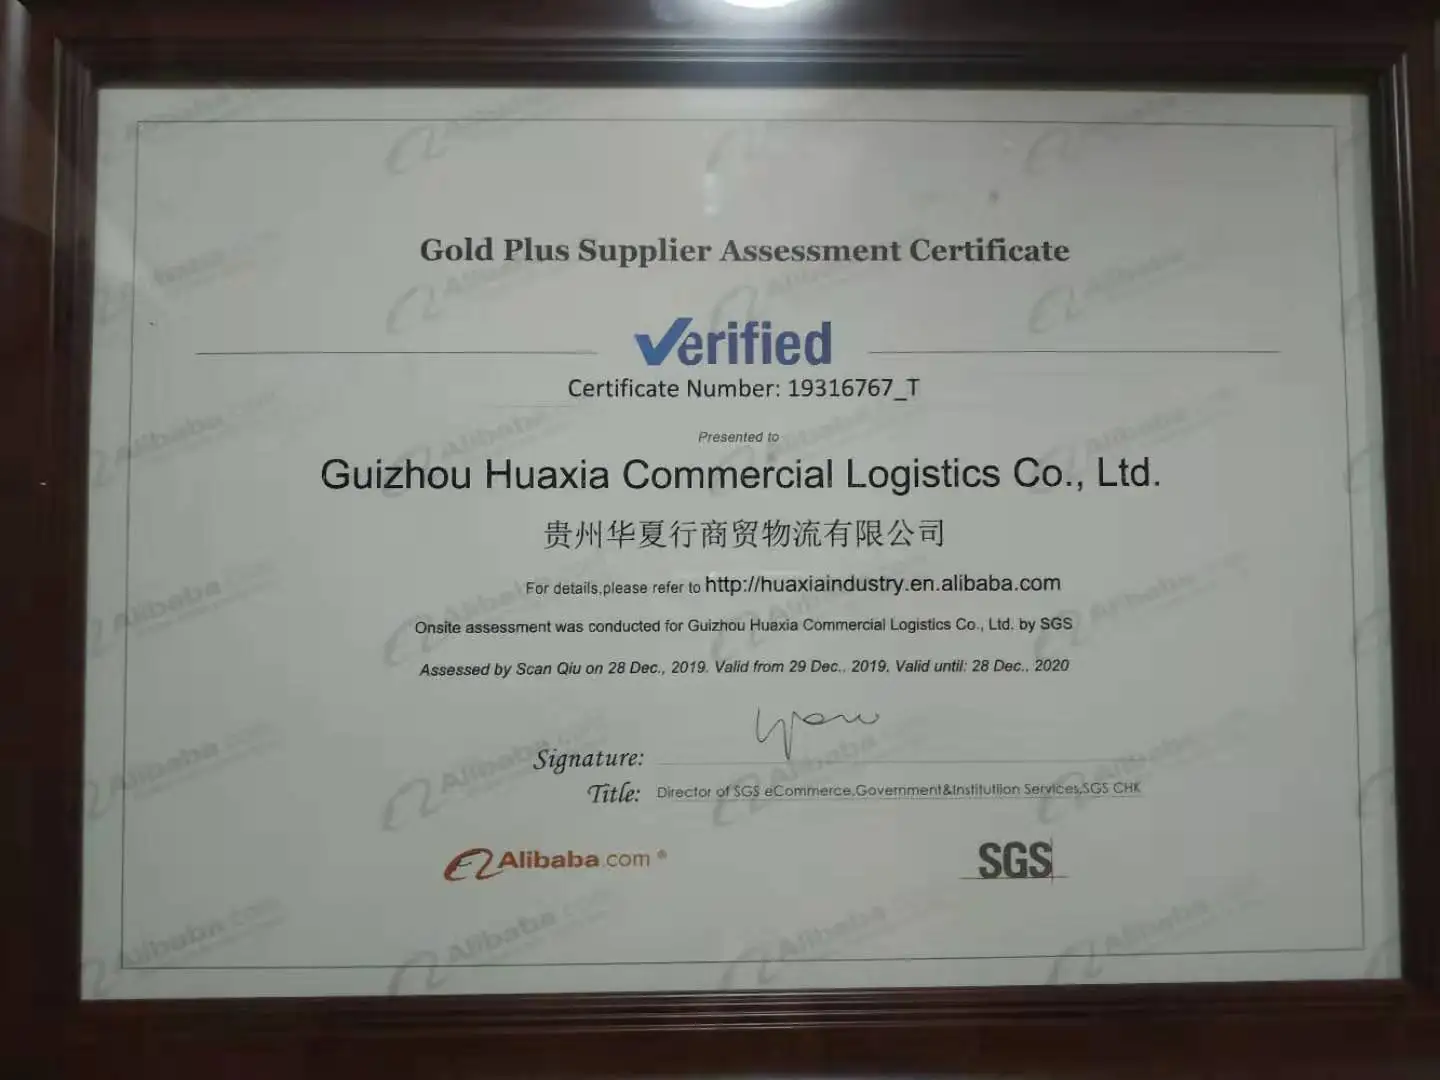 Gold Plus Supplier Assessment Certificate
Verified
Certificate Number: 19316767_T
Presented to
Guizhou Huaxia Commercial Logistics Co., Ltd.
贵州华夏行商贸物流有限公司
For details,please refer to http://huaxiaindustry.en.alibaba.com
Onsite assessment was conducted for Guizhou Huaxia Commercial Logistics Co., Ltd. by SGS
Assessed by Scan Qiu on 28 Dec., 2019. Valid from 29 Dec., 2019. Valid until: 28 Dec., 2020
Signature:
Title: Director of SGS eCommerce,Government&Institutiion Services,SGS CHK
Alibaba.com ®
SGS